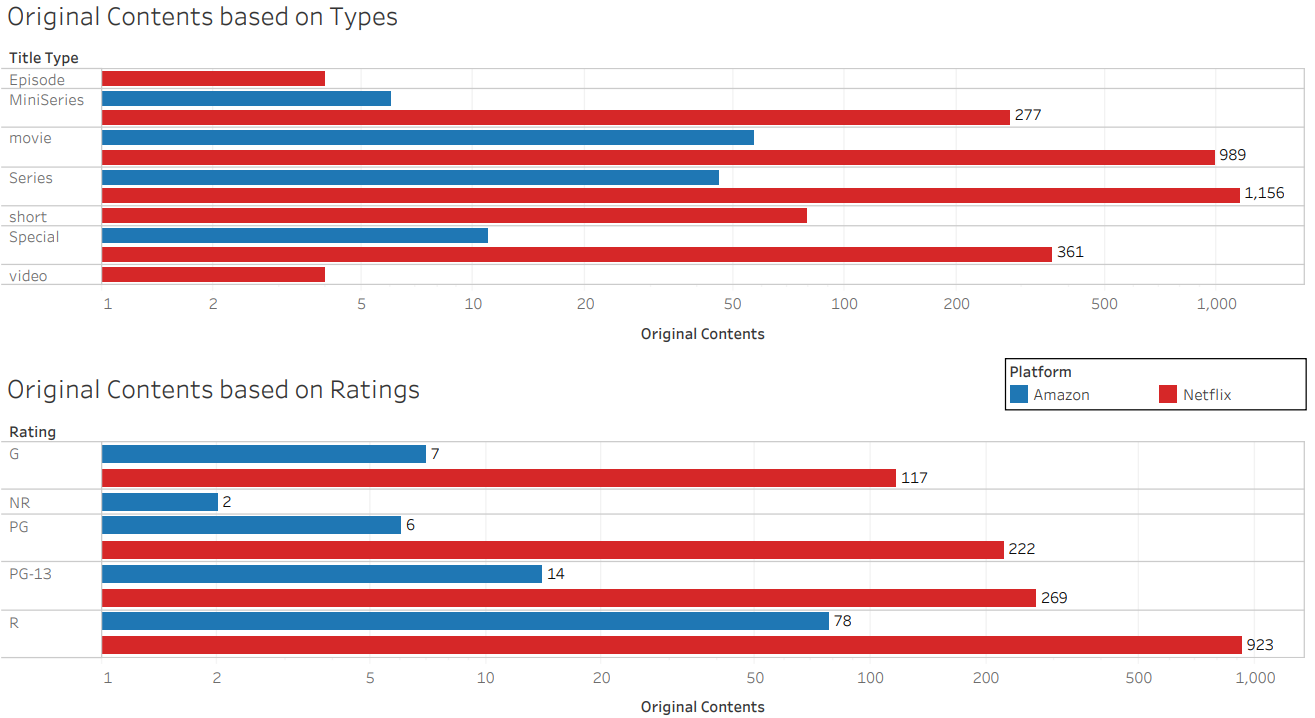 Original Contents based on Types
Title Type
Episode
MiniSeries
277
movie
989
Series
1,156
short
Special
361
video
1 2 5 10 20 50 100 200 500 1,000
Original Contents
Platform
Amazon Netflix
Original Contents based on Ratings
Rating
G 7
117
NR 2
PG 6
222
PG-13 14
269
R 78
923
1 2 5 10 20 50 100 200 500 1,000
Original Contents